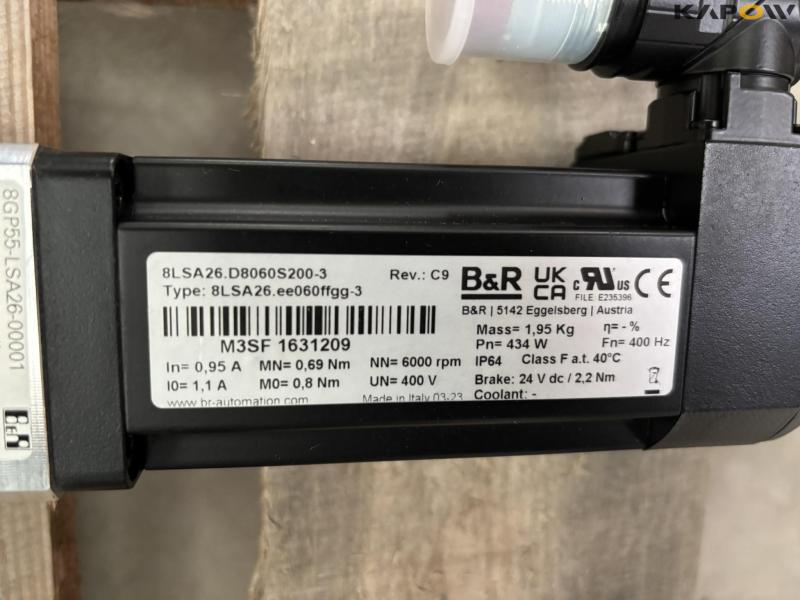 KAPOW
8GP55-LSA26-00001
B&R
8LSA26.D8060S200-3
Rev.: C9
Type: 8LSA26.ee060ffgg-3
M3SF 1631209
In= 0,95 A MN= 0,69 Nm NN= 6000 rpm
I0= 1,1 A M0= 0,8 Nm UN= 400 V
www.br-automation.com Made in Italy 03-23
B&R UK CA c RU us CE
FILE: E235396
B&R | 5142 Eggelsberg | Austria
Mass= 1,95 Kg η= - %
Pn= 434 W Fn= 400 Hz
IP64 Class F a.t. 40°C
Brake: 24 V dc / 2,2 Nm
Coolant: -